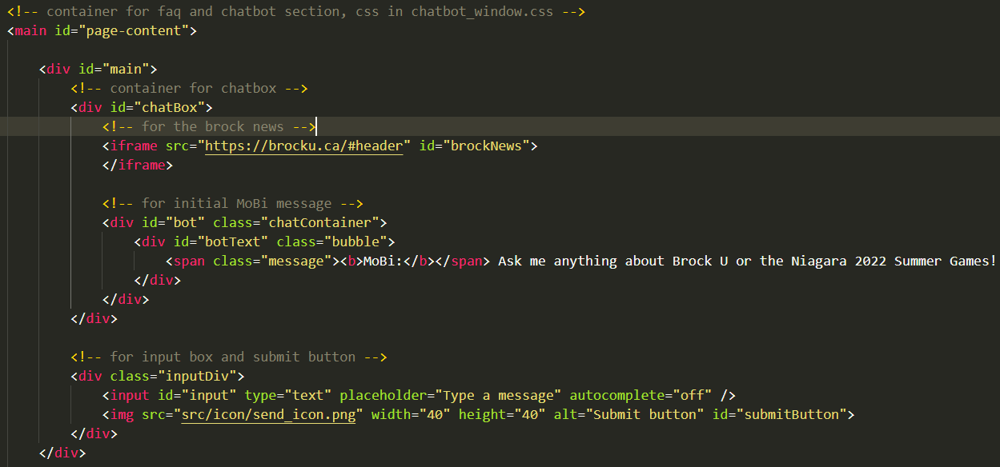 <!-- container for faq and chatbot section, css in chatbot_window.css -->
<main id="page-content">
<div id="main">
<!-- container for chatbox -->
<div id="chatBox">
<!-- for the brock news -->
<iframe src="https://brocku.ca/#header" id="brockNews">
</iframe>
<!-- for initial MoBi message -->
<div id="bot" class="chatContainer">
<div id="botText" class="bubble">
<span class="message"><b>MoBi:</b></span> Ask me anything about Brock U or the Niagara 2022 Summer Games!
</div>
</div>
</div>
<!-- for input box and submit button -->
<div class="inputDiv">
<input id="input" type="text" placeholder="Type a message" autocomplete="off" />
<img src="src/icon/send_icon.png" width="40" height="40" alt="Submit button" id="submitButton">
</div>
</div>